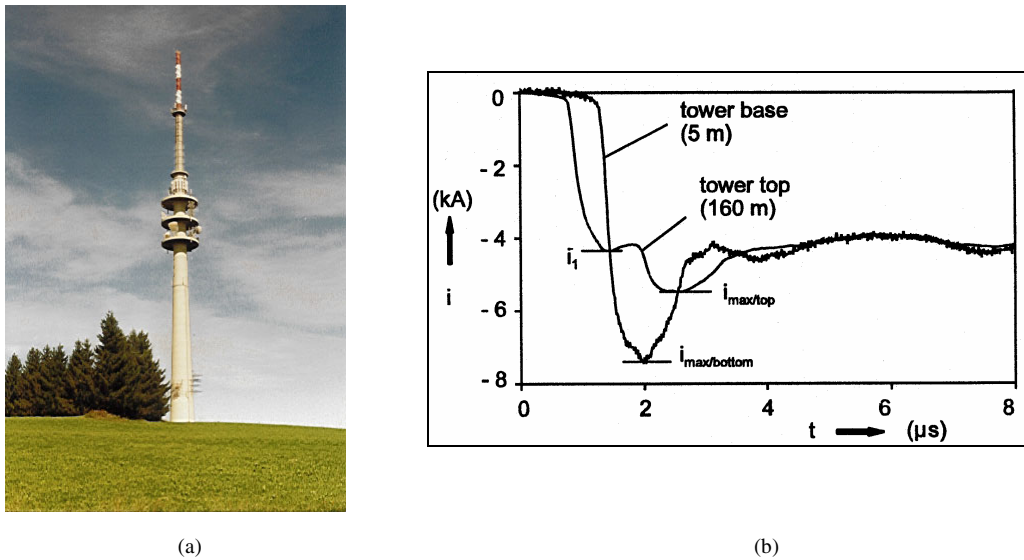 0
- 2
- 4
- 6
- 8
(kA)
i
tower base
(5 m)
tower top
(160 m)
i1
imax/top
imax/bottom
0
2
4
6
8
t
(µs)
(a)
(b)